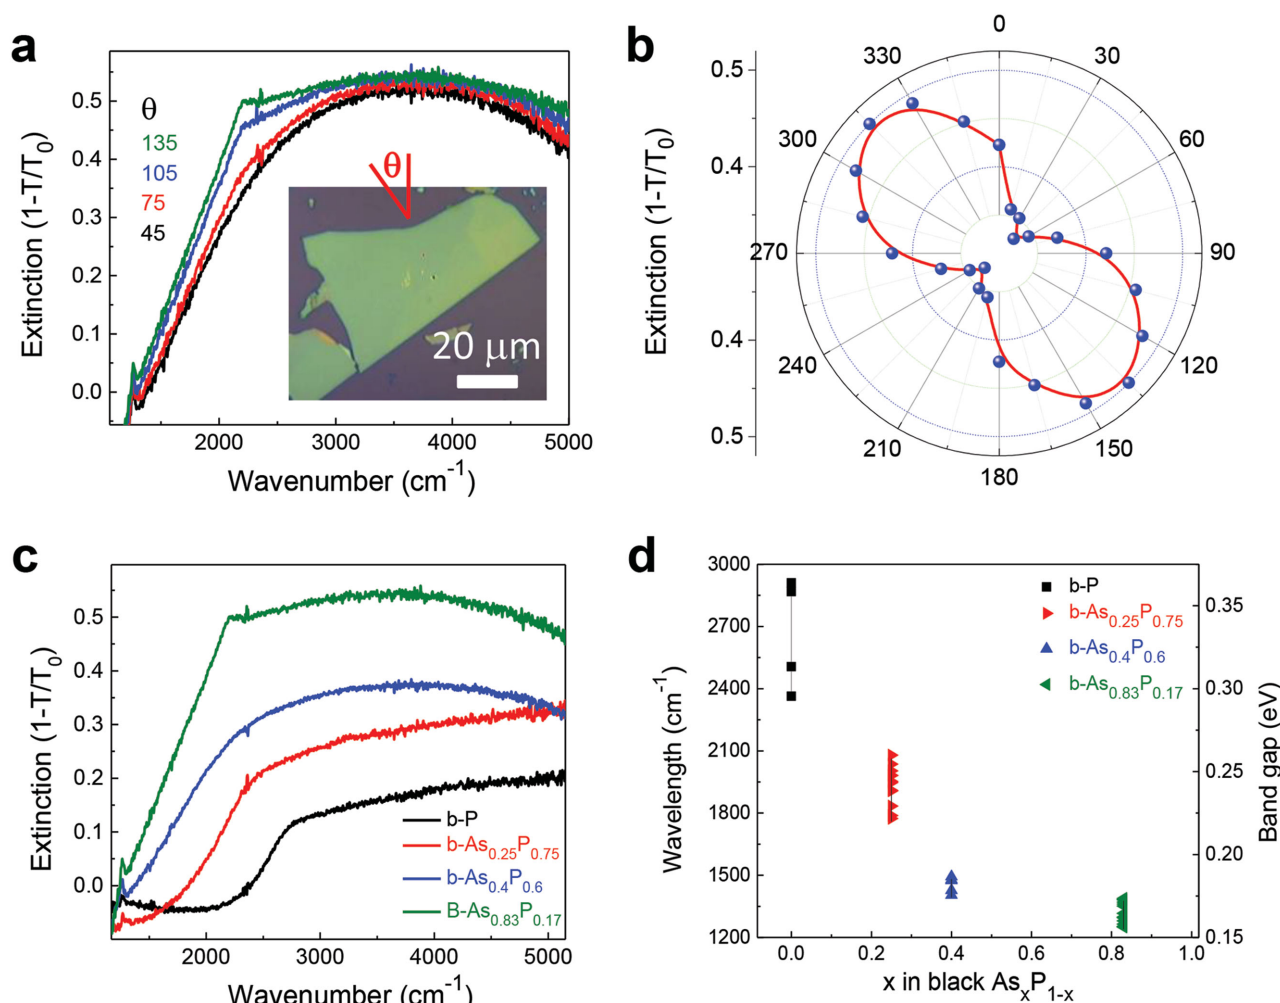 a
Extinction (1-T/T0)
0.5
0.4
0.3
0.2
0.1
0.0
θ
135
105
75
45
θ
20 μm
2000
3000
4000
5000
Wavenumber (cm-1)
b
Extinction (1-T/T0)
0.5
0.4
0.4
0.5
0
30
60
90
120
150
180
210
240
270
300
330
c
Extinction (1-T/T0)
0.5
0.4
0.3
0.2
0.1
0.0
b-P
b-As0.25P0.75
b-As0.4P0.6
B-As0.83P0.17
2000
3000
4000
5000
Wavenumber (cm-1)
d
Wavelength (cm-1)
3000
2700
2400
2100
1800
1500
1200
b-P
b-As0.25P0.75
b-As0.4P0.6
b-As0.83P0.17
0.35
0.30
0.25
0.20
0.15
Band gap (eV)
0.0
0.2
0.4
0.6
0.8
1.0
x in black AsxP1-x